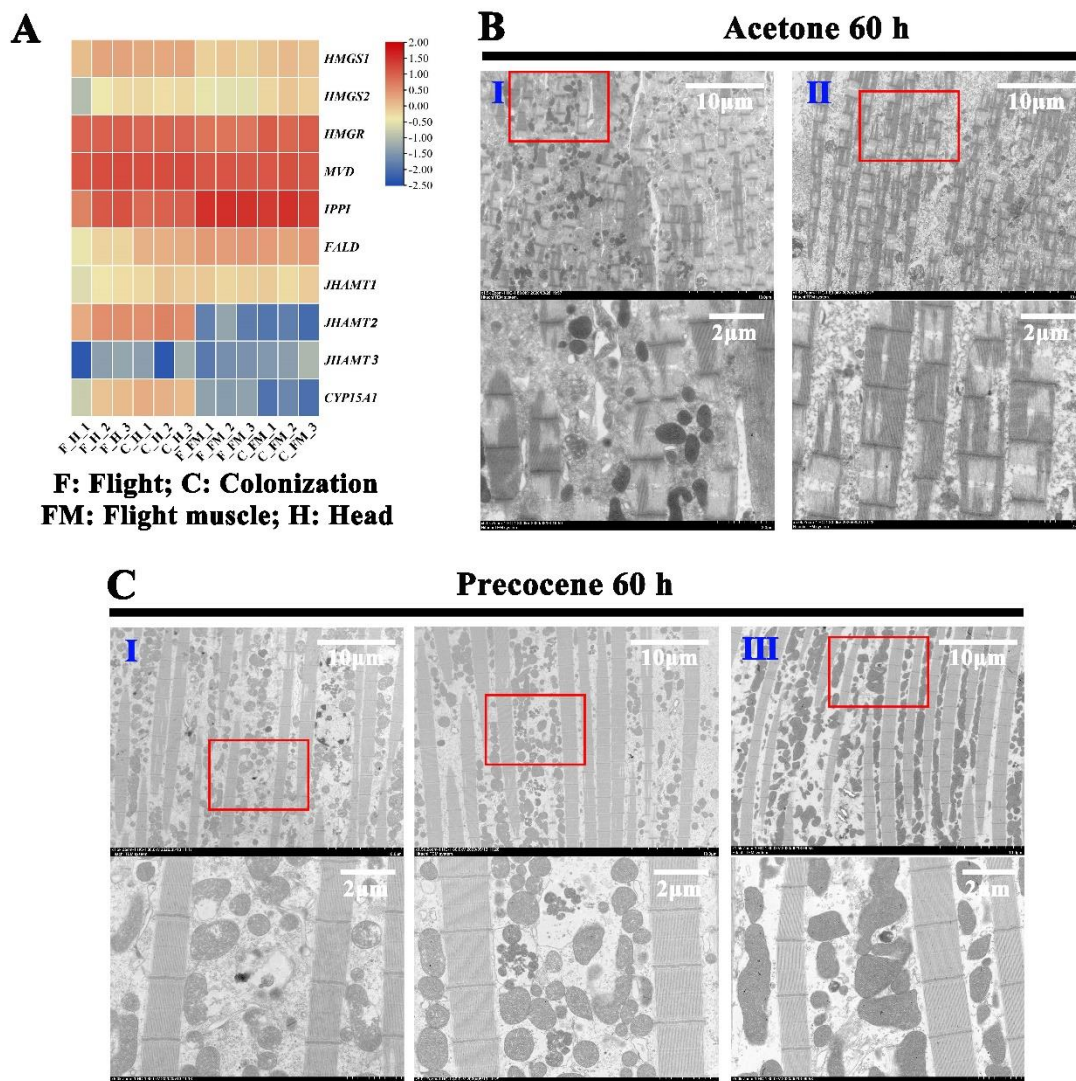 A
2.00
1.50
1.00
0.50
0.00
-0.50
-1.00
-1.50
-2.00
-2.50
HMGS1
HMGS2
HMGR
MVD
IPPI
FALD
JHAMT1
JHAMT2
JHAMT3
CYP15A1
F_H_1
F_H_2
F_H_3
C_H_1
C_H_2
C_H_3
F_FM_1
F_FM_2
F_FM_3
C_FM_1
C_FM_2
C_FM_3
F: Flight; C: Colonization
FM: Flight muscle; H: Head
B
Acetone 60 h
I
10μm
II
10μm
2μm
2μm
C
Precocene 60 h
I
10μm
10μm
III
10μm
2μm
2μm
2μm